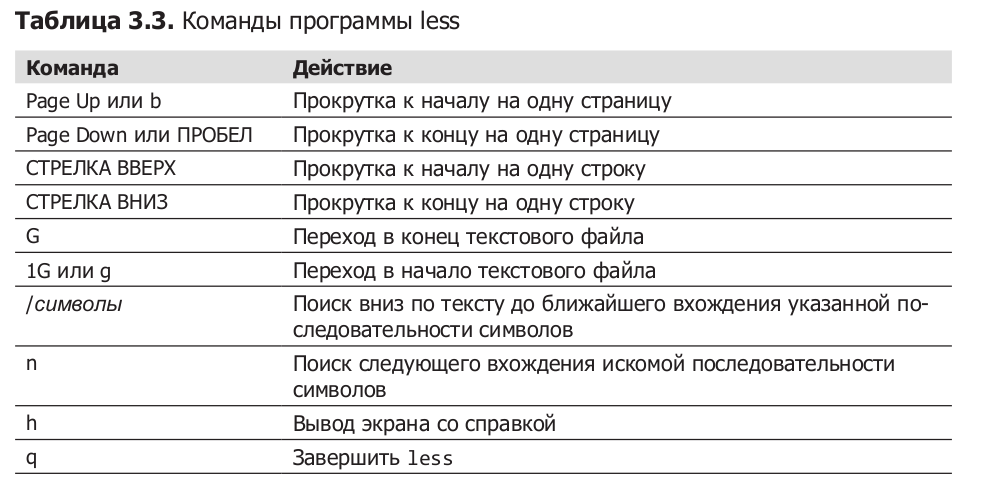 Таблица 3.3. Команды программы less
Команда Действие
Page Up или b Прокрутка к началу на одну страницу
Page Down или ПРОБЕЛ Прокрутка к концу на одну страницу
СТРЕЛКА ВВЕРХ Прокрутка к началу на одну строку
СТРЕЛКА ВНИЗ Прокрутка к концу на одну строку
G Переход в конец текстового файла
1G или g Переход в начало текстового файла
/символы Поиск вниз по тексту до ближайшего вхождения указанной по-
следовательности символов
n Поиск следующего вхождения искомой последовательности
символов
h Вывод экрана со справкой
q Завершить less